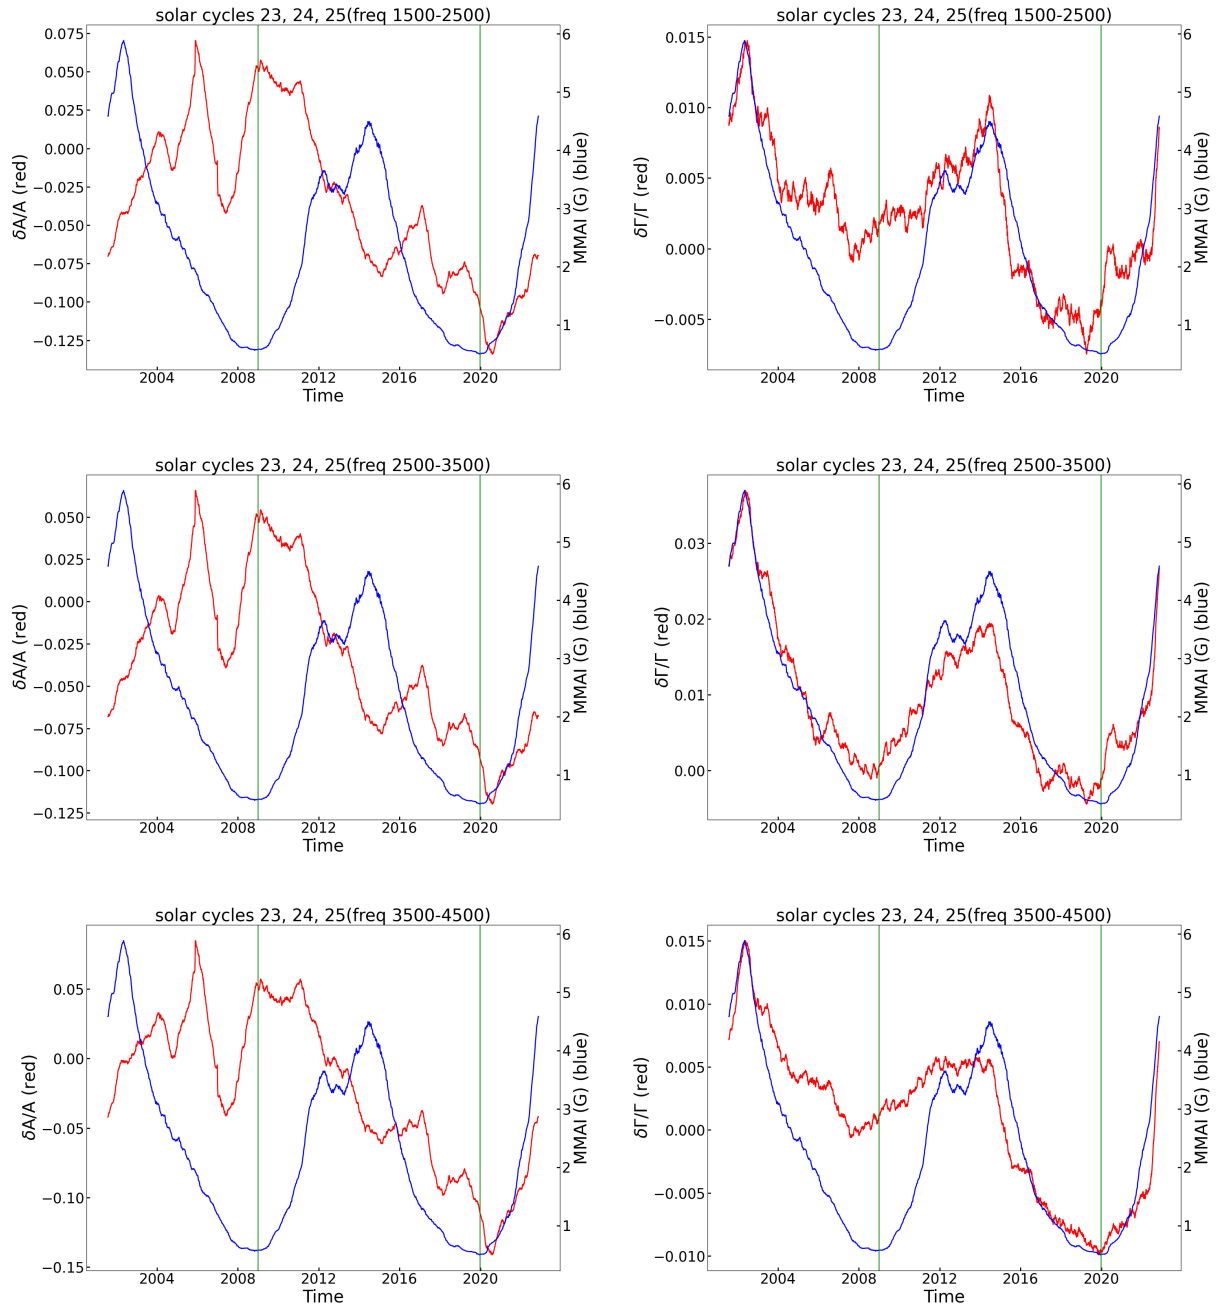 solar cycles 23, 24, 25(freq 1500-2500)
0.075
0.050
0.025
0.000
−0.025
−0.050
−0.075
−0.100
−0.125
δA/A (red)
6
5
4
3
2
1
MMAI (G) (blue)
2004 2008 2012 2016 2020
Time
solar cycles 23, 24, 25(freq 1500-2500)
0.015
0.010
0.005
0.000
−0.005
δΓ/Γ (red)
6
5
4
3
2
1
MMAI (G) (blue)
2004 2008 2012 2016 2020
Time
solar cycles 23, 24, 25(freq 2500-3500)
0.050
0.025
0.000
−0.025
−0.050
−0.075
−0.100
−0.125
δA/A (red)
6
5
4
3
2
1
MMAI (G) (blue)
2004 2008 2012 2016 2020
Time
solar cycles 23, 24, 25(freq 2500-3500)
0.03
0.02
0.01
0.00
δΓ/Γ (red)
6
5
4
3
2
1
MMAI (G) (blue)
2004 2008 2012 2016 2020
Time
solar cycles 23, 24, 25(freq 3500-4500)
0.05
0.00
−0.05
−0.10
−0.15
δA/A (red)
6
5
4
3
2
1
MMAI (G) (blue)
2004 2008 2012 2016 2020
Time
solar cycles 23, 24, 25(freq 3500-4500)
0.015
0.010
0.005
0.000
−0.005
−0.010
δΓ/Γ (red)
6
5
4
3
2
1
MMAI (G) (blue)
2004 2008 2012 2016 2020
Time